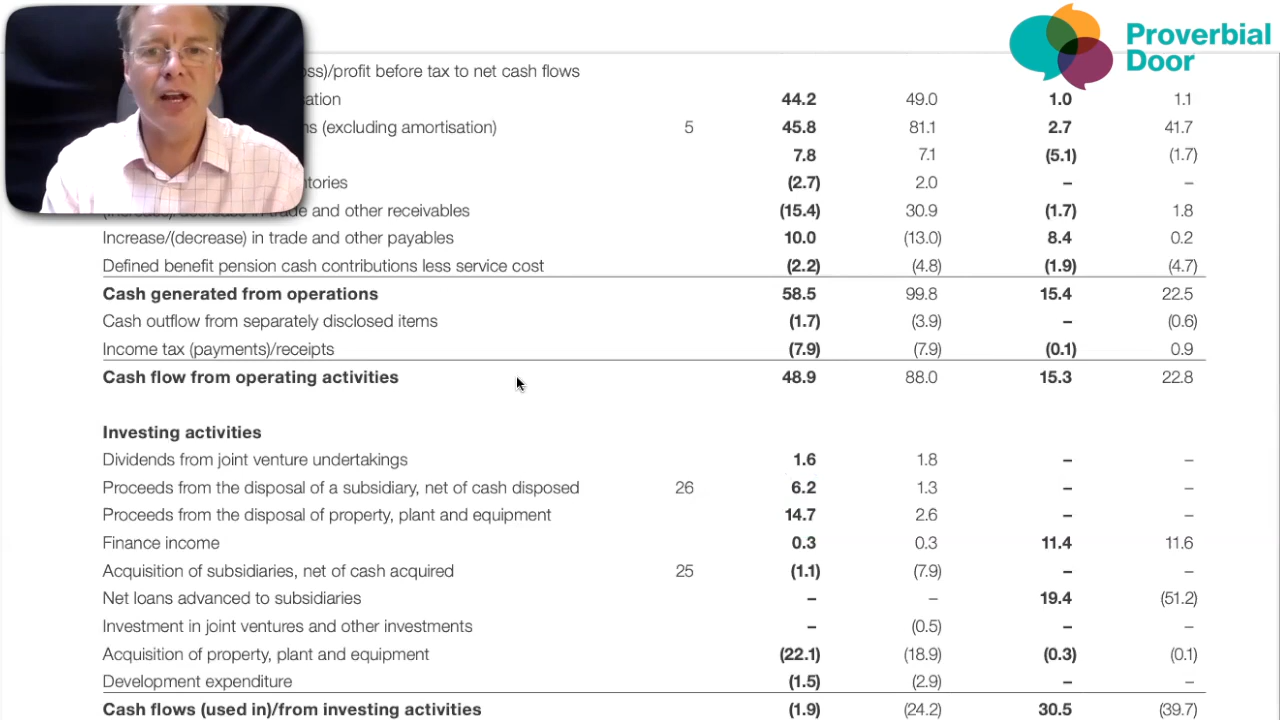 Proverbial
Door
oss)/profit before tax to net cash flows
sation 44.2 49.0 1.0 1.1
ns (excluding amortisation) 5 45.8 81.1 2.7 41.7
7.8 7.1 (5.1) (1.7)
ntories (2.7) 2.0 – –
in trade and other receivables (15.4) 30.9 (1.7) 1.8
Increase/(decrease) in trade and other payables 10.0 (13.0) 8.4 0.2
Defined benefit pension cash contributions less service cost (2.2) (4.8) (1.9) (4.7)
Cash generated from operations 58.5 99.8 15.4 22.5
Cash outflow from separately disclosed items (1.7) (3.9) – (0.6)
Income tax (payments)/receipts (7.9) (7.9) (0.1) 0.9
Cash flow from operating activities 48.9 88.0 15.3 22.8
Investing activities
Dividends from joint venture undertakings 1.6 1.8 – –
Proceeds from the disposal of a subsidiary, net of cash disposed 26 6.2 1.3 – –
Proceeds from the disposal of property, plant and equipment 14.7 2.6 – –
Finance income 0.3 0.3 11.4 11.6
Acquisition of subsidiaries, net of cash acquired 25 (1.1) (7.9) – –
Net loans advanced to subsidiaries – – 19.4 (51.2)
Investment in joint ventures and other investments – (0.5) – –
Acquisition of property, plant and equipment (22.1) (18.9) (0.3) (0.1)
Development expenditure (1.5) (2.9) – –
Cash flows (used in)/from investing activities (1.9) (24.2) 30.5 (39.7)